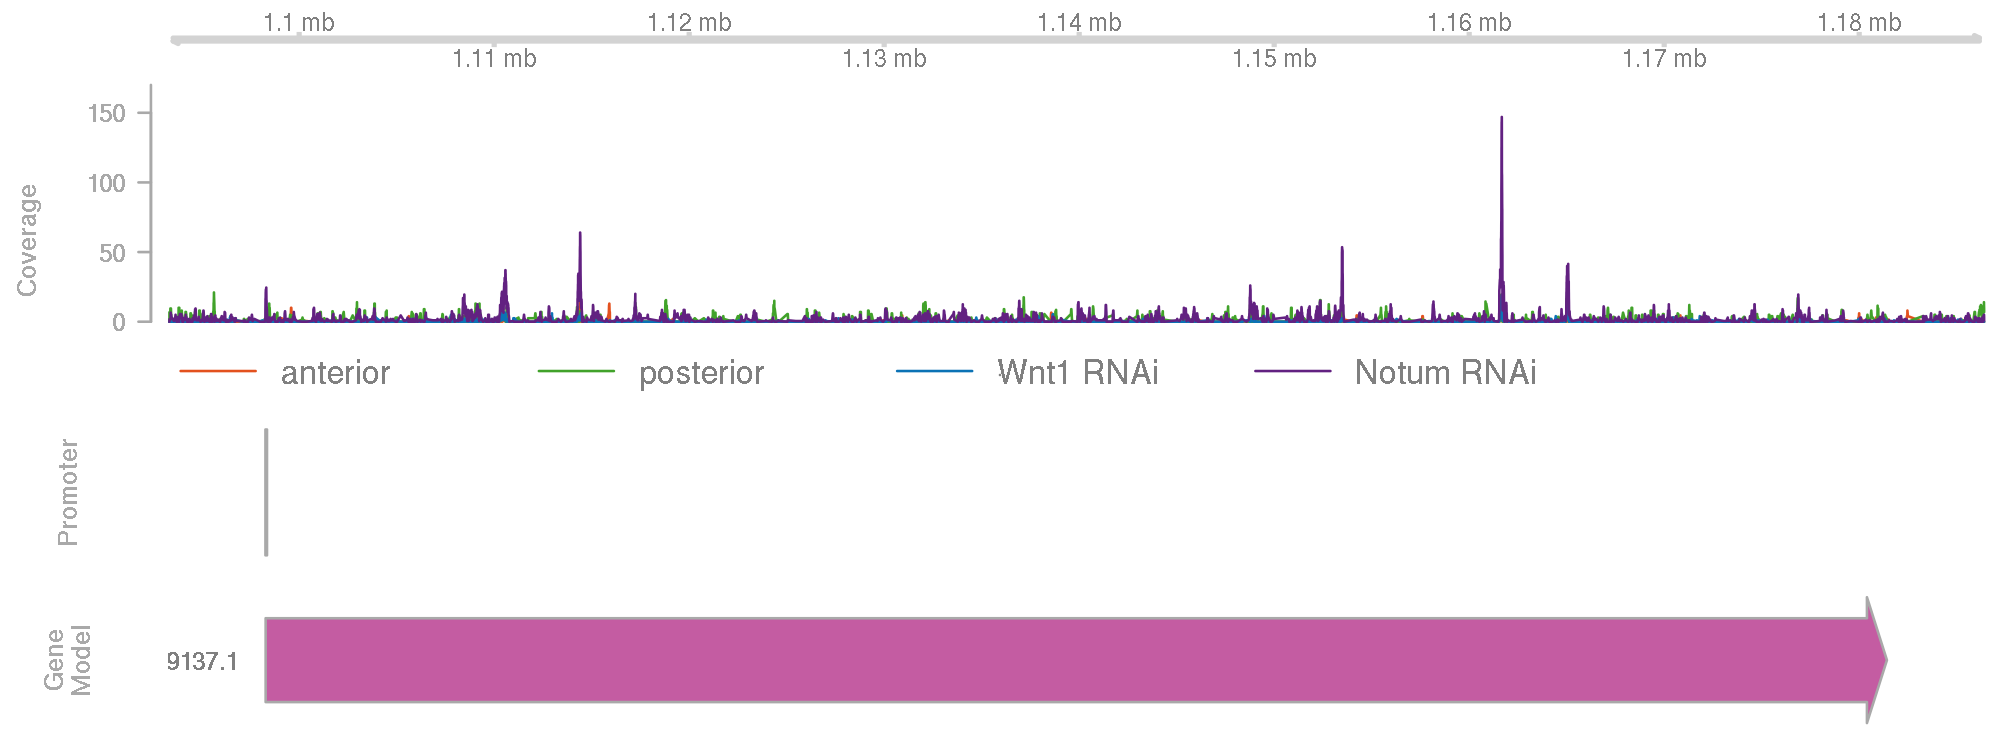 1.1 mb 1.12 mb 1.14 mb 1.16 mb 1.18 mb
1.11 mb 1.13 mb 1.15 mb 1.17 mb
150
100
50
0
Coverage
anterior posterior Wnt1 RNAi Notum RNAi
Promoter
Gene
Model
9137.1